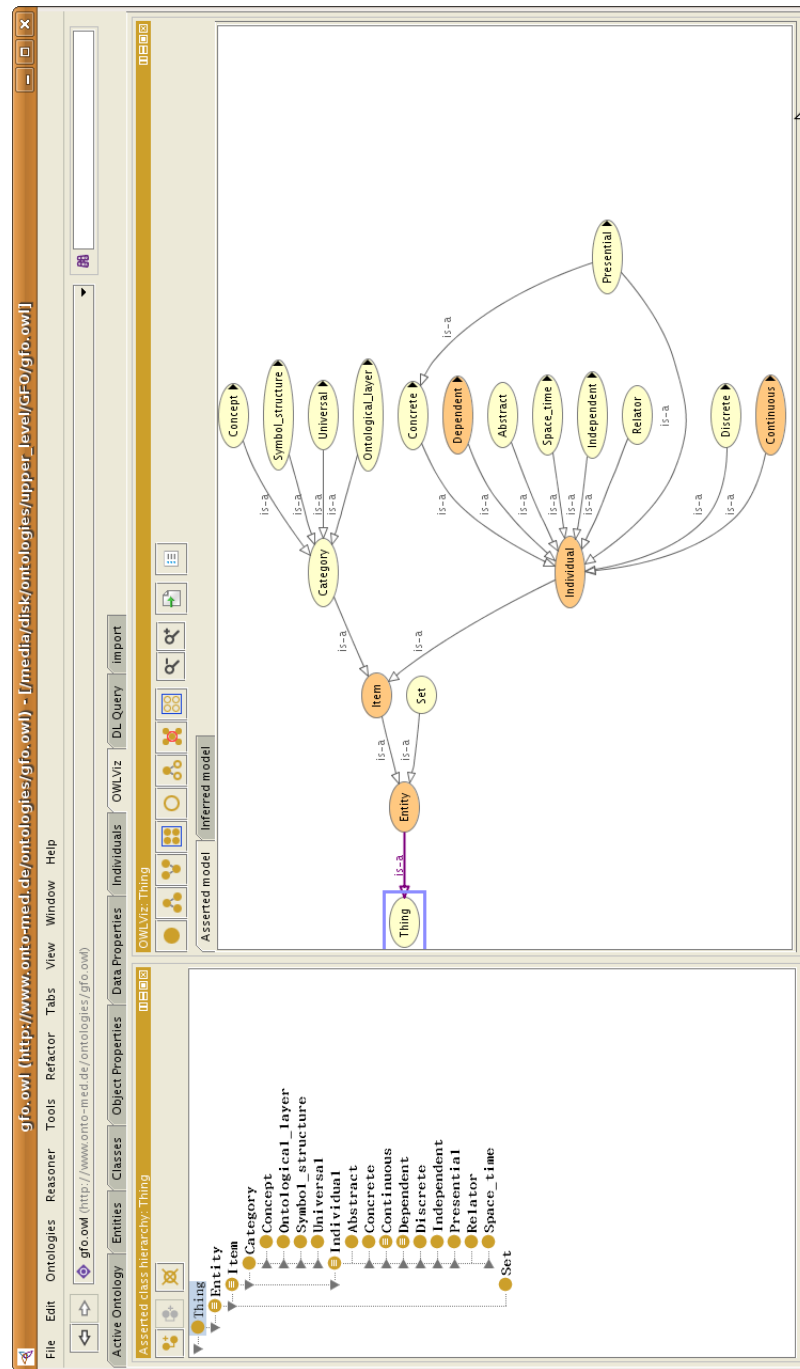 gfo.owl (http://www.onto-med.de/ontologies/gfo.owl) - [/media/disk/ontologies/upper_level/GFO/gfo.owl]
File Edit Ontologies Reasoner Tools Refactor Tabs View Window Help
gfo.owl (http://www.onto-med.de/ontologies/gfo.owl)
Active Ontology Entities Classes Object Properties Data Properties Individuals OWLViz DL Query import
Asserted class hierarchy: Thing
Thing
Entity
Item
Category
Concept
Ontological_layer
Symbol_structure
Universal
Individual
Abstract
Concrete
Continuous
Dependent
Discrete
Independent
Presential
Relator
Space_time
Set
OWLViz: Thing
Asserted model Inferred model
Concept
is-a
Symbol_structure
is-a
Universal
is-a
Category
Ontological_layer
is-a
is-a
Item
is-a
Thing
is-a
Entity
is-a
Set
is-a
Concrete
is-a
Presential
is-a
Dependent
is-a
Abstract
is-a
Space_time
is-a
Individual
Independent
is-a
Relator
is-a
Discrete
is-a
Continuous
is-a